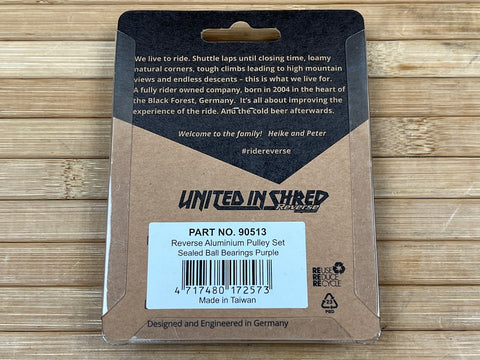 We live to ride. Shuttle laps until closing time, loamy
natural corners, tough climbs leading to high mountain
views and endless descents – this is what we live for.
A fully rider owned company, born in 2004 in the heart of
the Black Forest, Germany. It's all about improving the
experience of the ride. And the cold beer afterwards.
Welcome to the family! Heike and Peter
#ridereverse
UNITED IN SHRED
Reverse
PART NO. 90513
Reverse Aluminium Pulley Set
Sealed Ball Bearings Purple
4 717480 172573
Made in Taiwan
REUSE
REDUCE
RECYCLE
Designed and Engineered in Germany